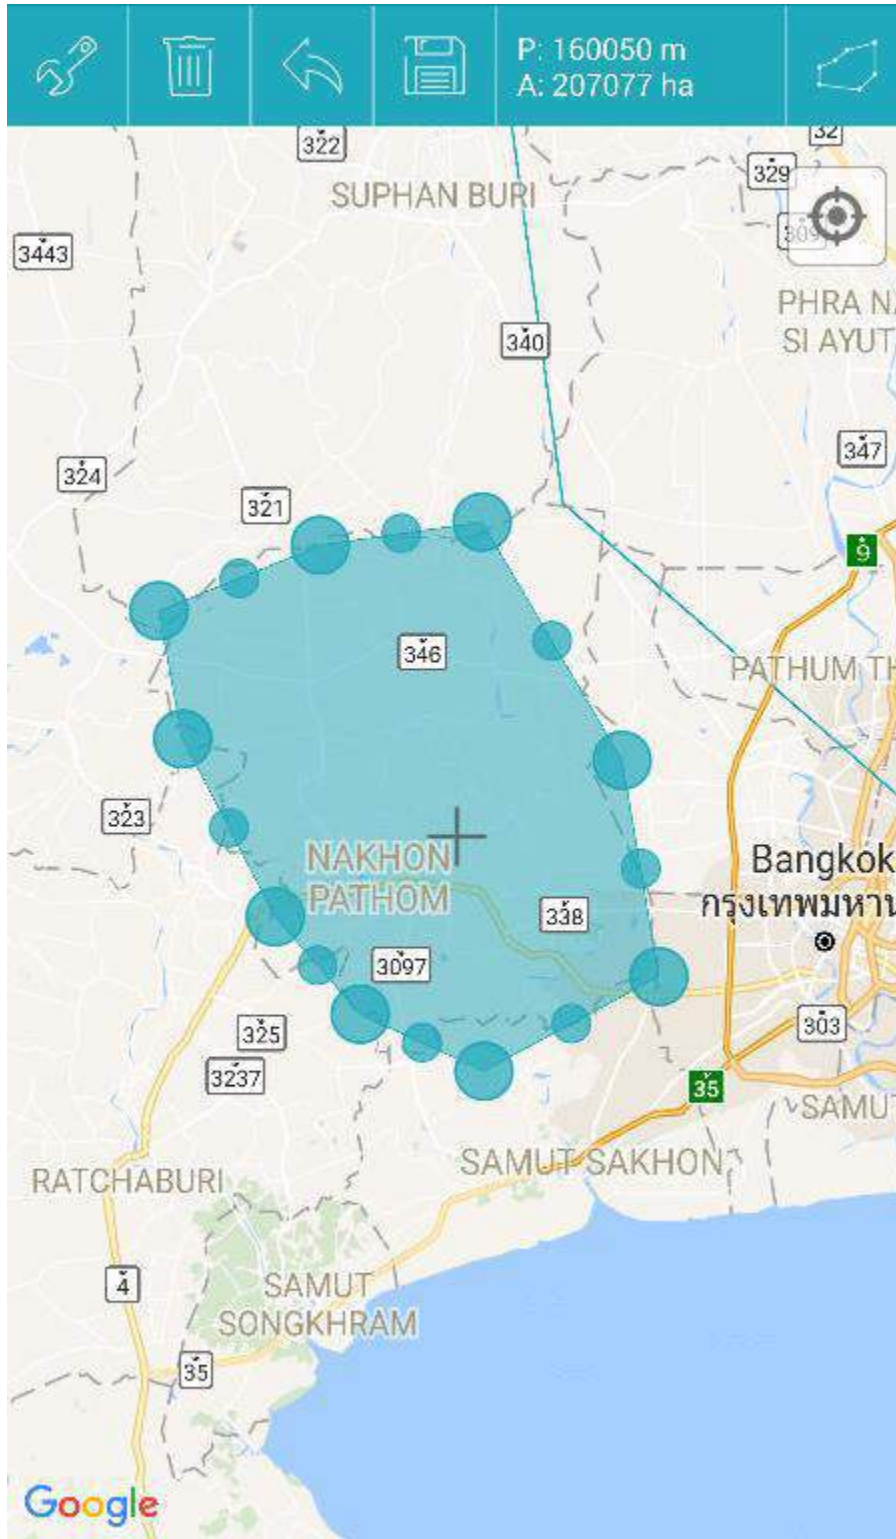 P: 160050 m
A: 207077 ha
322
32
SUPHAN BURI
329
3443
309
PHRA N
SI AYUT
340
347
324
321
9
346
PATHUM TH
323
NAKHON
PATHOM
Bangkok
กรุงเทพมหาน
338
3097
325
303
3237
35
SAMUT
RATCHABURI
SAMUT SAKHON
4
SAMUT
SONGKHRAM
35
Google